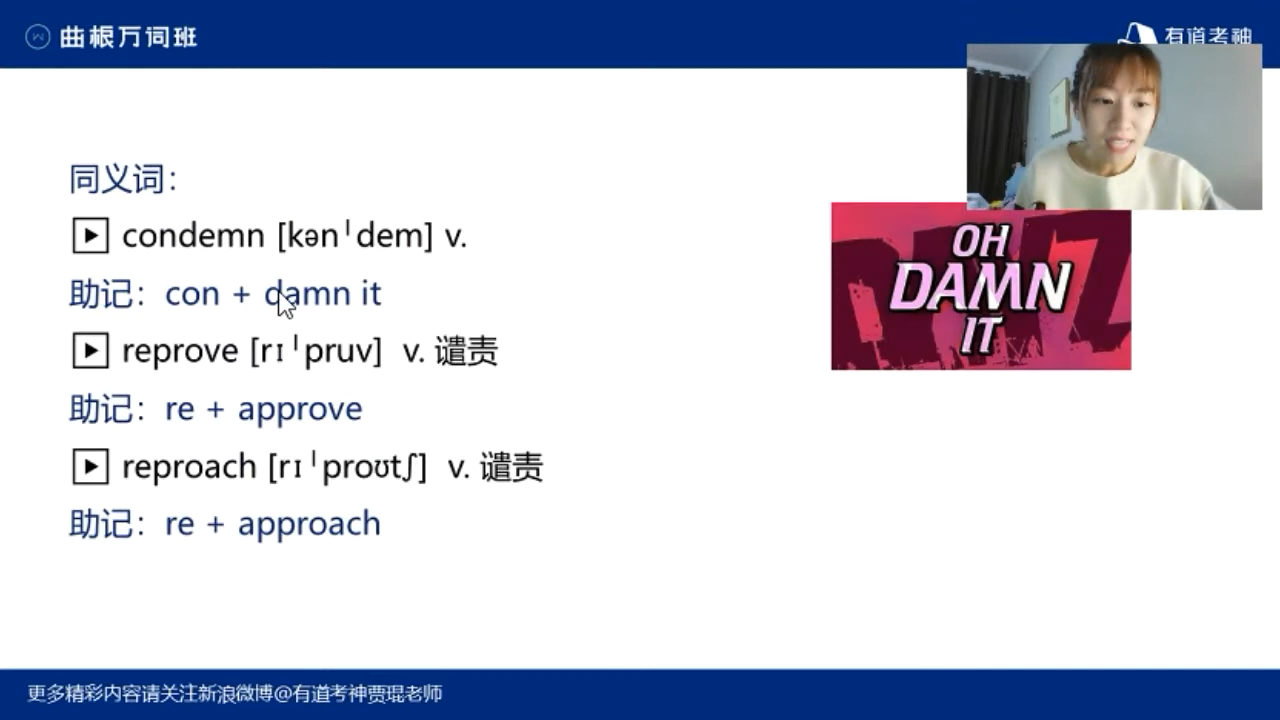 曲根万词班
有道考神
同义词：
condemn [kənˈdem] v.
助记：con + damn it
reprove [rɪˈpruv] v. 谴责
助记：re + approve
reproach [rɪˈproʊtʃ] v. 谴责
助记：re + approach
OH
DAMN
IT
更多精彩内容请关注新浪微博@有道考神贾琨老师